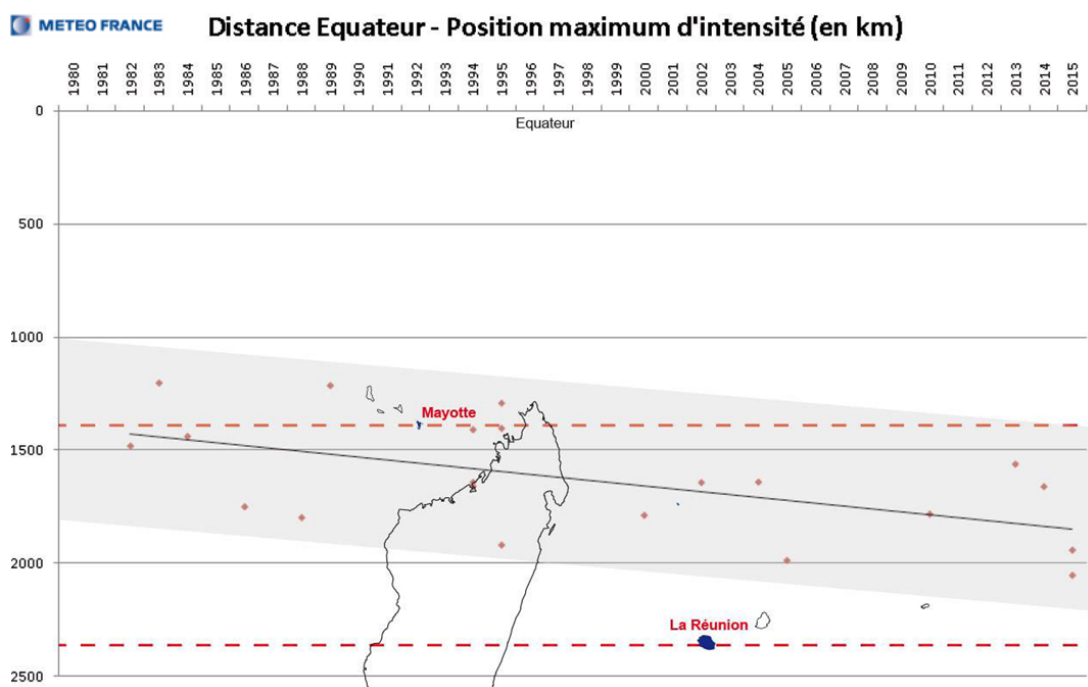 METEO FRANCE
Distance Equateur - Position maximum d'intensité (en km)
1980 1981 1982 1983 1984 1985 1986 1988 1989 1990 1991 1992 1993 1994 1995 1996 1997 1998 2000 2001 2002 2003 2004 2005 2006 2007 2008 2009 2010 2011 2012 2013 2014 2015
0
Equateur
500
1000
Mayotte
1500
2000
La Réunion
2500